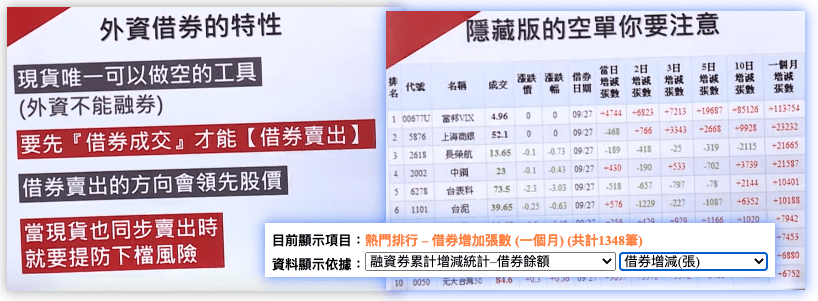 外資借券的特性
現貨唯一可以做空的工具
(外資不能融券)
要先『借券成交』才能【借券賣出】
借券賣出的方向會領先股價
當現貨也同步賣出時
就要提防下檔風險
隱藏版的空單你要注意
排名 代號 名稱 成交 漲跌價 漲跌幅 借券日期 當日增減張數 2日增減張數 3日增減張數 5日增減張數 10日增減張數 一個月增減張數
1 00677U 富邦VIX 4.96 0 0 09/27 +4744 +6823 +7213 +19687 +85126 +113754
2 5876 上海商銀 52.1 0 0 09/27 -468 +766 +3343 +2668 +9928 +23232
3 2618 長榮航 13.65 -0.1 -0.73 09/27 -189 -418 -25 -319 -2115 +21665
4 2002 中鋼 23 -0.1 -0.43 09/27 +430 -190 +533 -702 +3739 +21587
5 6278 台表科 73.5 -2.3 -3.03 09/27 -518 -657 -797 -78 +2144 +10401
6 1101 台泥 39.65 -0.25 -0.63 09/27 +576 -1229 -227 -1087 +6352 +10188
+7942
+7453
+6880
10 0050 元大台灣50 84.6 09/27 +6752
目前顯示項目：熱門排行 – 借券增加張數 (一個月) (共計1348筆)
資料顯示依據：融資券累計增減統計–借券餘額 借券增減(張)